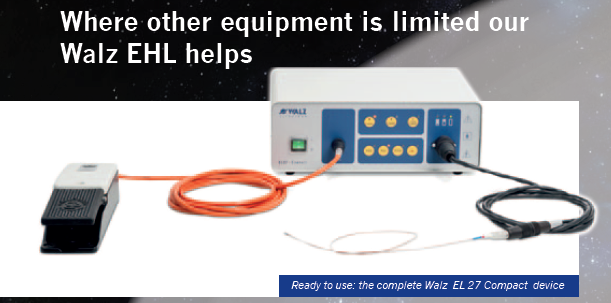 Where other equipment is limited our
Walz EHL helps
WALZ
Ready to use: the complete Walz EL 27 Compact device